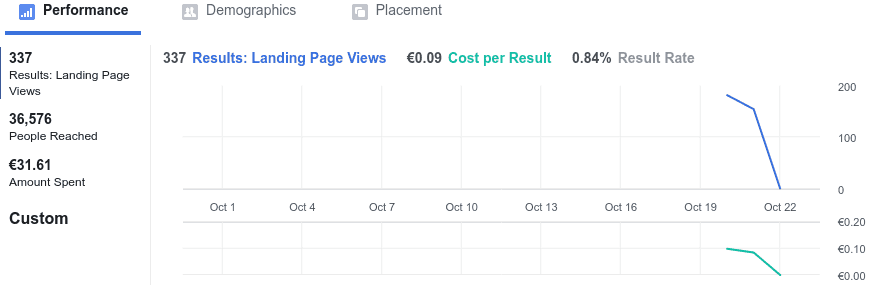 Performance Demographics Placement
337 Results: Landing Page Views €0.09 Cost per Result 0.84% Result Rate
337
Results: Landing Page
Views
36,576
People Reached
€31.61
Amount Spent
Custom
200
100
0
Oct 1 Oct 4 Oct 7 Oct 10 Oct 13 Oct 16 Oct 19 Oct 22
€0.20
€0.10
€0.00